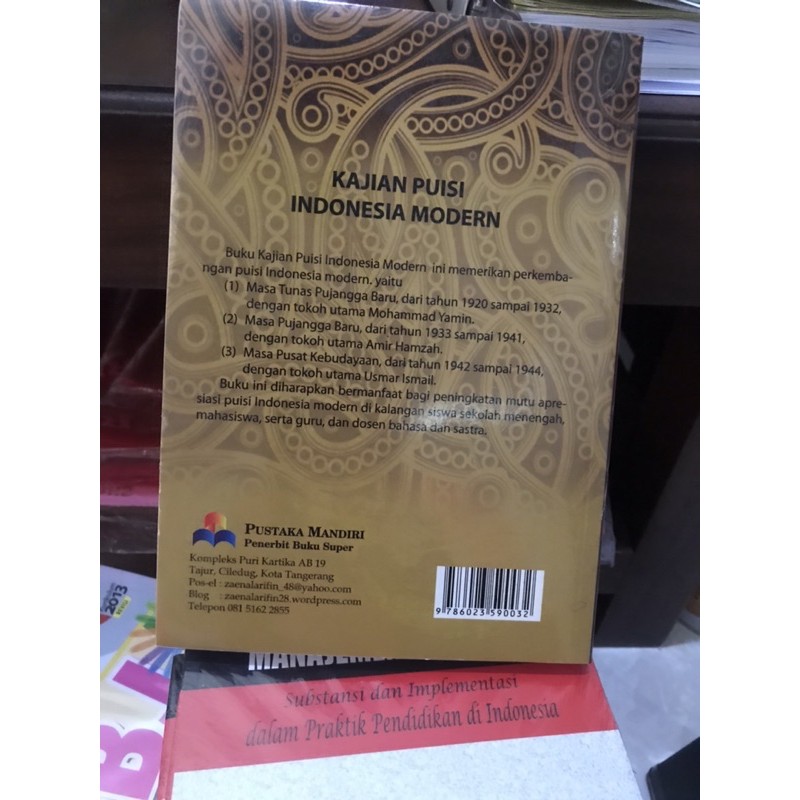 KAJIAN PUISI
INDONESIA MODERN
Buku Kajian Puisi Indonesia Modern ini memerikan perkemba-
ngan puisi Indonesia modern, yaitu
(1) Masa Tunas Pujangga Baru, dari tahun 1920 sampai 1932,
dengan tokoh utama Mohammad Yamin.
(2) Masa Pujangga Baru, dari tahun 1933 sampai 1941,
dengan tokoh utama Amir Hamzah.
(3) Masa Pusat Kebudayaan, dari tahun 1942 sampai 1944,
dengan tokoh utama Usmar Ismail.
Buku ini diharapkan bermanfaat bagi peningkatan mutu apre-
siasi puisi Indonesia modern di kalangan siswa sekolah menengah,
mahasiswa, serta guru, dan dosen bahasa dan sastra.
PUSTAKA MANDIRI
Penerbit Buku Super
Kompleks Puri Kartika AB 19
Tajur, Ciledug, Kota Tangerang
Pos-el : zaenalarifin_48@yahoo.com
Blog : zaenalarifin28.wordpress.com
Telepon 081 5162 2855
9 786023 590032
2013
Substansi dan Implementasi
dalam Praktik Pendidikan di Indonesia